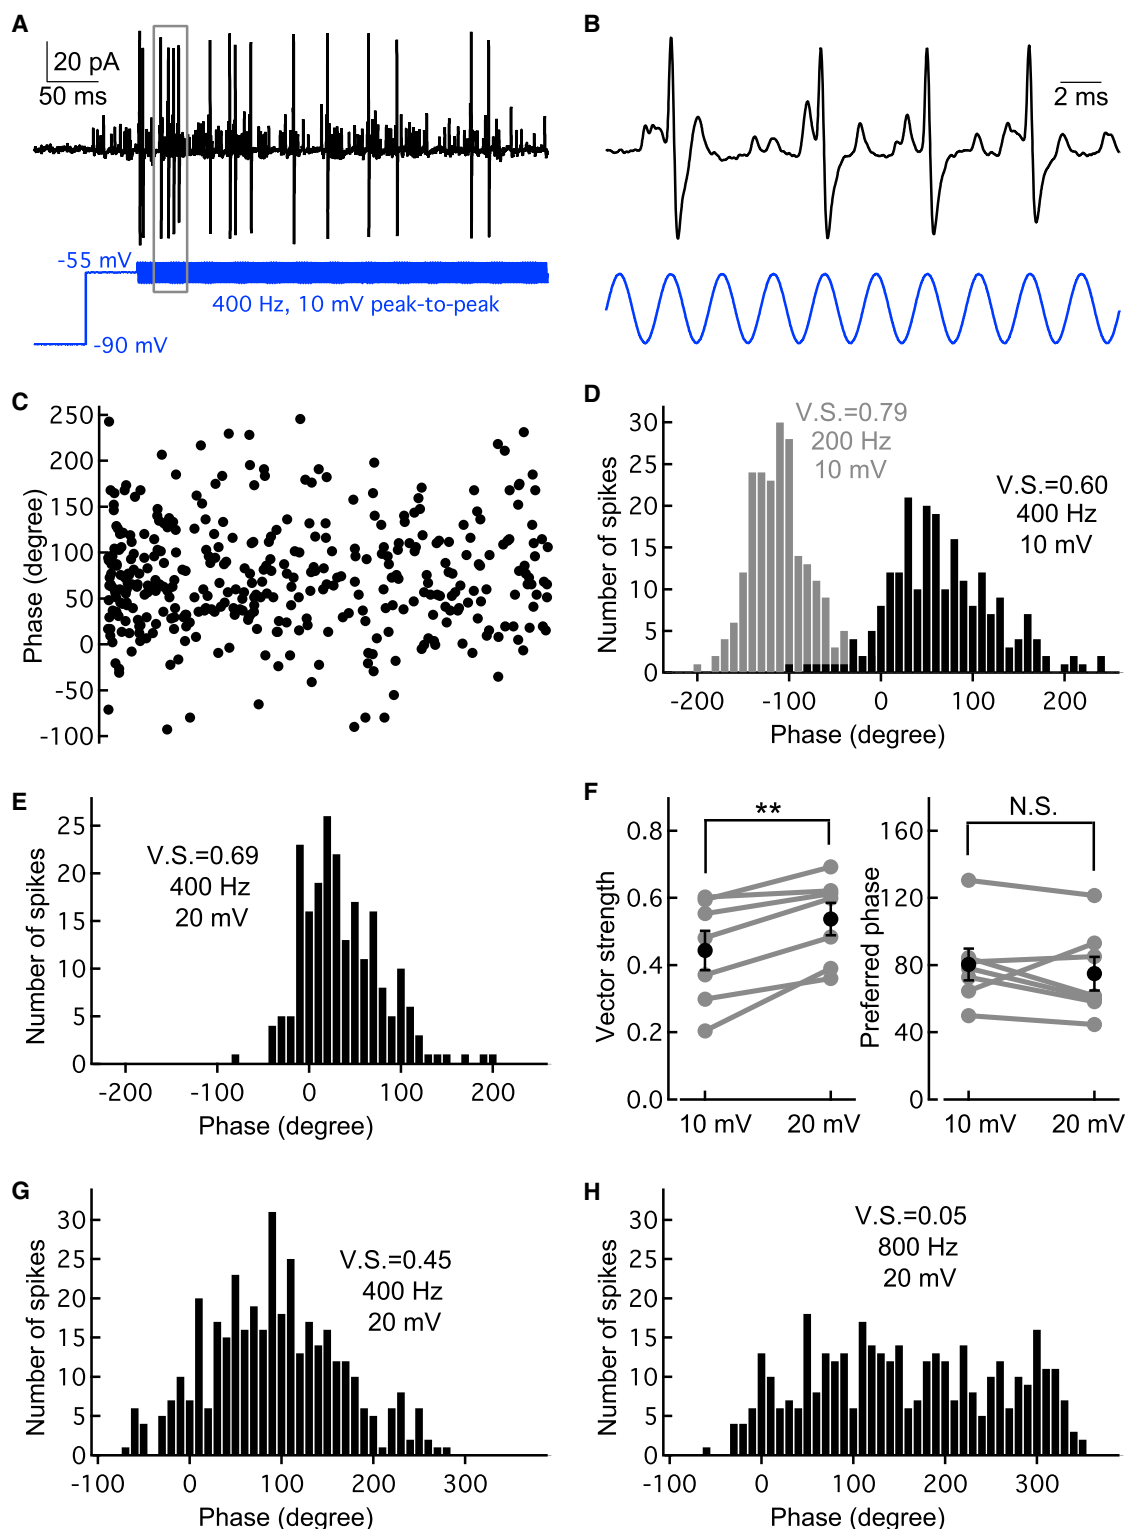 A
20 pA
50 ms
-55 mV
400 Hz, 10 mV peak-to-peak
-90 mV
B
2 ms
C
Phase (degree)
250
200
150
100
50
0
-50
-100
D
Number of spikes
30
25
20
15
10
5
0
V.S.=0.79
200 Hz
10 mV
V.S.=0.60
400 Hz
10 mV
-200 -100 0 100 200
Phase (degree)
E
Number of spikes
25
20
15
10
5
0
V.S.=0.69
400 Hz
20 mV
-200 -100 0 100 200
Phase (degree)
F
Vector strength
0.8
0.6
0.4
0.2
0.0
**
10 mV 20 mV
Preferred phase
160
120
80
40
0
N.S.
10 mV 20 mV
G
Number of spikes
30
25
20
15
10
5
0
V.S.=0.45
400 Hz
20 mV
-100 0 100 200 300
Phase (degree)
H
Number of spikes
30
25
20
15
10
5
0
V.S.=0.05
800 Hz
20 mV
-100 0 100 200 300
Phase (degree)